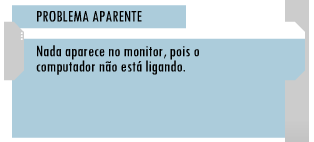 PROBLEMA APARENTE
Nada aparece no monitor, pois o
computador não está ligando.